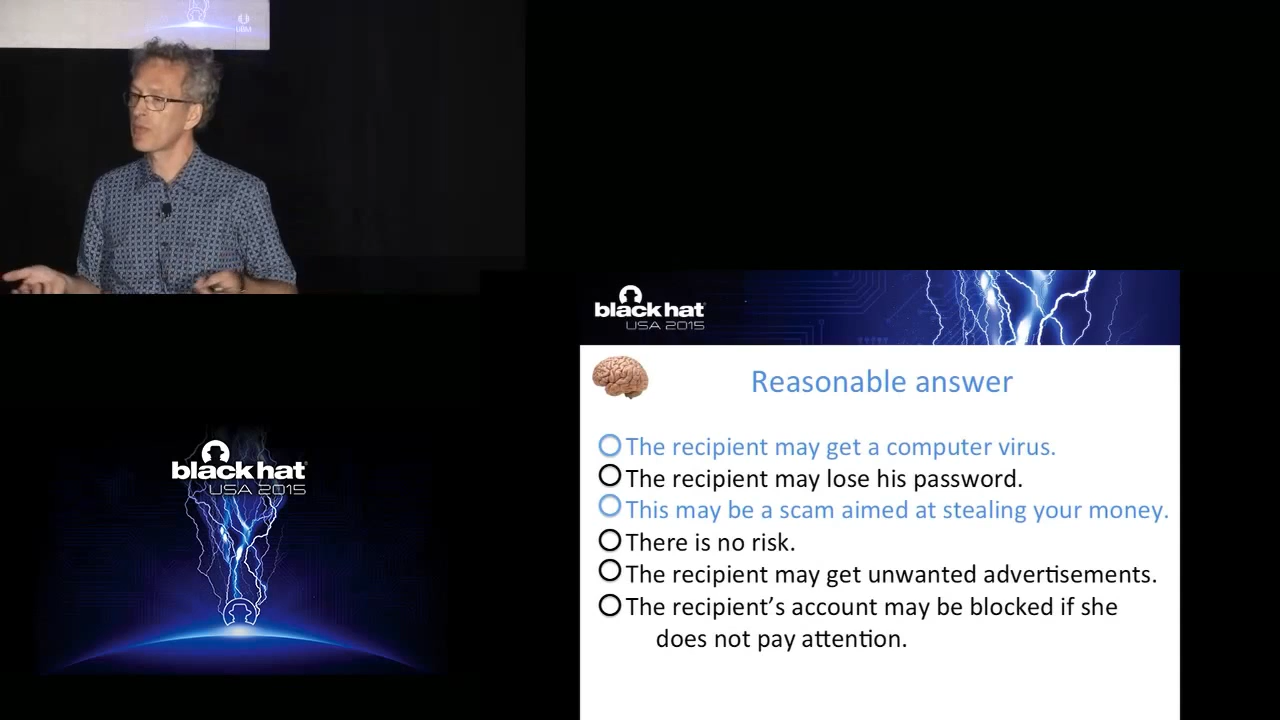 UBM
black hat
USA 2015
Reasonable answer
The recipient may get a computer virus.
The recipient may lose his password.
This may be a scam aimed at stealing your money.
There is no risk.
The recipient may get unwanted advertisements.
The recipient’s account may be blocked if she
does not pay attention.
black hat
USA 2015